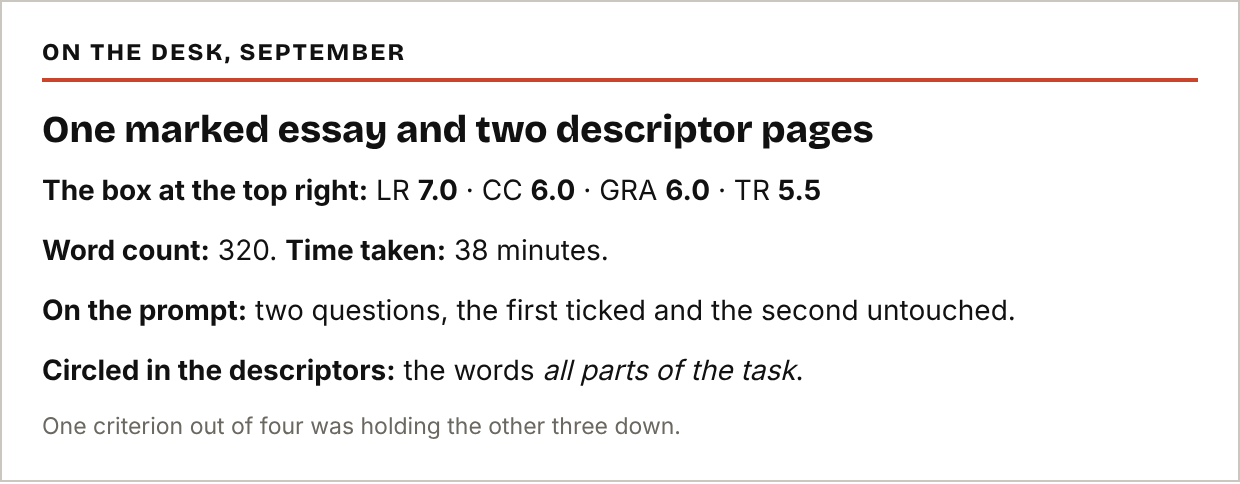 ON THE DESK, SEPTEMBER
One marked essay and two descriptor pages
The box at the top right: LR 7.0 · CC 6.0 · GRA 6.0 · TR 5.5
Word count: 320. Time taken: 38 minutes.
On the prompt: two questions, the first ticked and the second untouched.
Circled in the descriptors: the words all parts of the task.
One criterion out of four was holding the other three down.